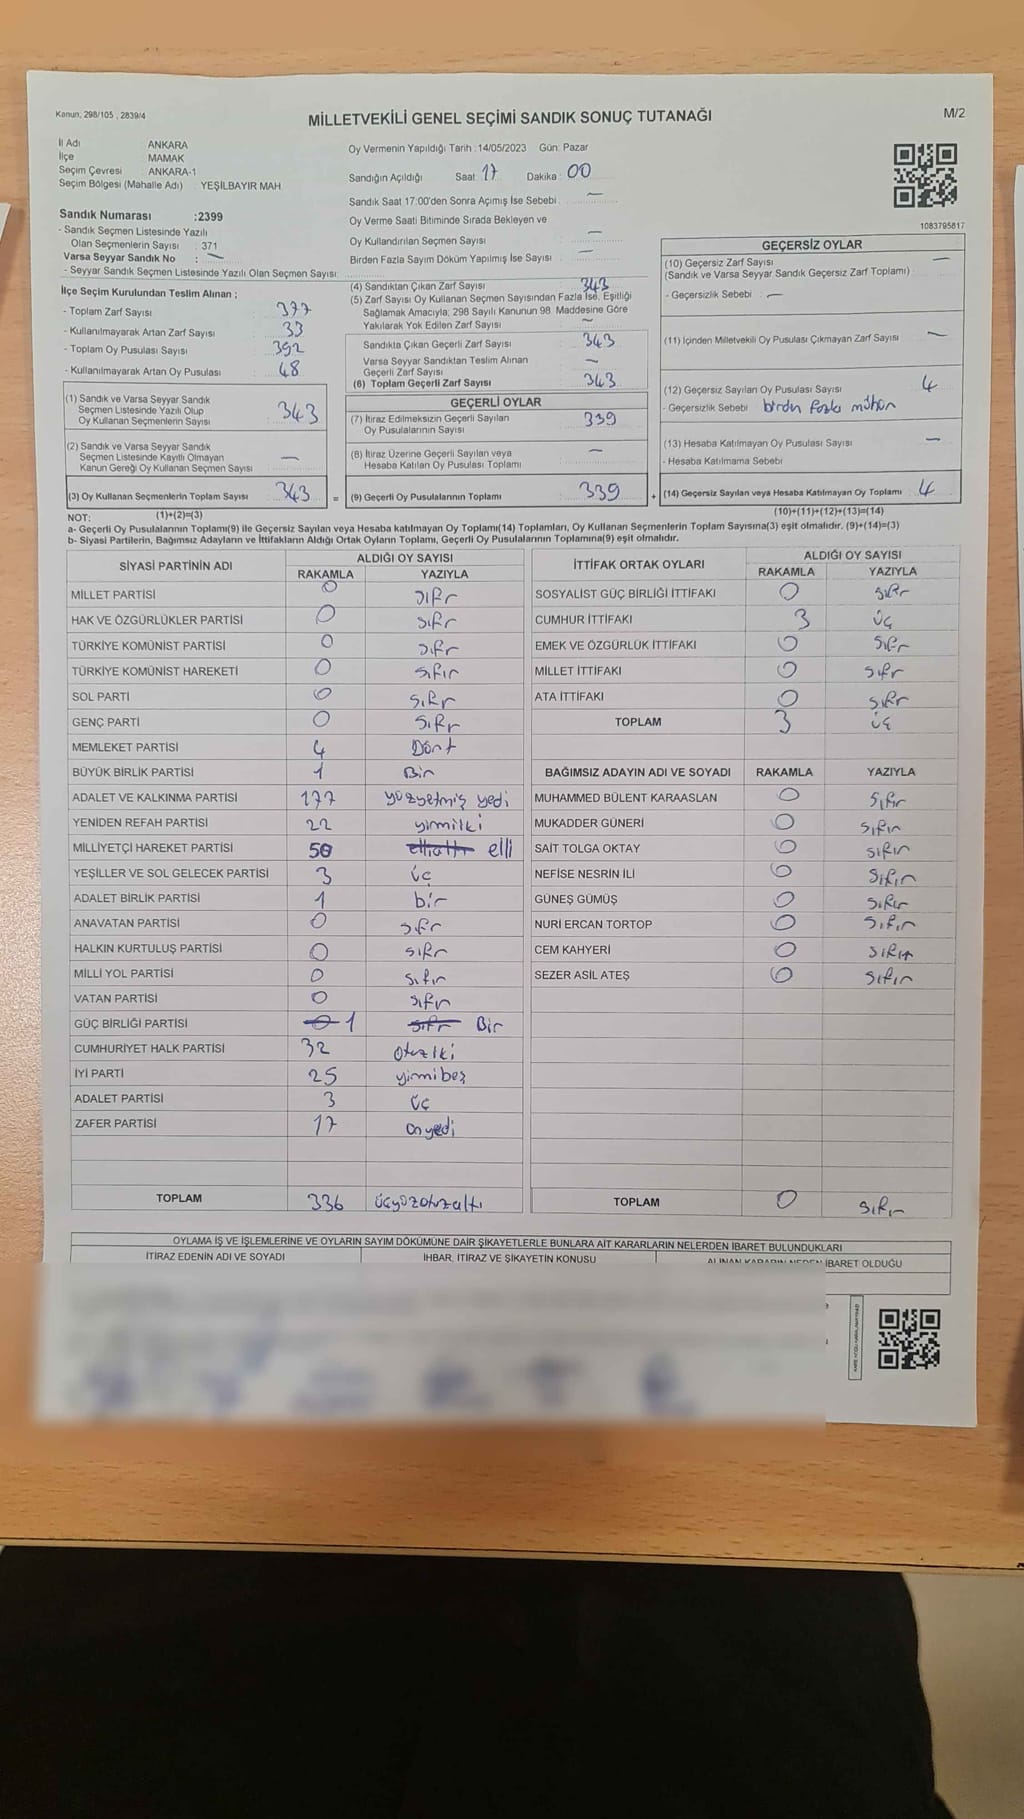 Kanun, 298/105 , 2839/4
MİLLETVEKİLİ GENEL SEÇİMİ SANDIK SONUÇ TUTANAĞI
M/2
İl Adı ANKARA
İlçe MAMAK
Seçim Çevresi ANKARA-1
Seçim Bölgesi (Mahalle Adı) YEŞİLBAYIR MAH
Sandık Numarası :2399
- Sandık Seçmen Listesinde Yazılı
Olan Seçmenlerin Sayısı : 371
Varsa Seyyar Sandık No : —
- Seyyar Sandık Seçmen Listesinde Yazılı Olan Seçmen Sayısı:
Oy Vermenin Yapıldığı Tarih :14/05/2023 Gün: Pazar
Sandığın Açıldığı Saat: 17 Dakika : 00
Sandık Saat 17:00'den Sonra Açımış İse Sebebi : —
Oy Verme Saati Bitiminde Sırada Bekleyen ve
Oy Kullandırılan Seçmen Sayısı —
Birden Fazla Sayım Döküm Yapılmış İse Sayısı : —
1083795817
İlçe Seçim Kurulundan Teslim Alınan ;
- Toplam Zarf Sayısı : 377
- Kullanılmayarak Artan Zarf Sayısı : 33
- Toplam Oy Pusulası Sayısı : 392
- Kullanılmayarak Artan Oy Pusulası : 48
(1) Sandık ve Varsa Seyyar Sandık
Seçmen Listesinde Yazılı Olup
Oy Kullanan Seçmenlerin Sayısı 343
(2) Sandık ve Varsa Seyyar Sandık
Seçmen Listesinde Kayıtlı Olmayan
Kanun Gereği Oy Kullanan Seçmen Sayısı —
(3) Oy Kullanan Seçmenlerin Toplam Sayısı 343 =
(4) Sandıktan Çıkan Zarf Sayısı 343
(5) Zarf Sayısı Oy Kullanan Seçmen Sayısından Fazla İse, Eşitliği
Sağlamak Amacıyla; 298 Sayılı Kanunun 98 Maddesine Göre
Yakılarak Yok Edilen Zarf Sayısı —
Sandıkta Çıkan Geçerli Zarf Sayısı 343
Varsa Seyyar Sandıktan Teslim Alınan
Geçerli Zarf Sayısı —
(6) Toplam Geçerli Zarf Sayısı 343
GEÇERLİ OYLAR
(7) İtiraz Edilmeksizin Geçerli Sayılan
Oy Pusulalarının Sayısı 339
(8) İtiraz Üzerine Geçerli Sayılan veya
Hesaba Katılan Oy Pusulası Toplamı —
(9) Geçerli Oy Pusulalarının Toplamı 339 +
GEÇERSİZ OYLAR
(10) Geçersiz Zarf Sayısı —
(Sandık ve Varsa Seyyar Sandık Geçersiz Zarf Toplamı)
- Geçersizlik Sebebi : —
(11) İçinden Milletvekili Oy Pusulası Çıkmayan Zarf Sayısı —
(12) Geçersiz Sayılan Oy Pusulası Sayısı 4
- Geçersizlik Sebebi birden fazla mühür
(13) Hesaba Katılmayan Oy Pusulası Sayısı —
- Hesaba Katılmama Sebebi
(14) Geçersiz Sayılan veya Hesaba Katılmayan Oy Toplamı 4
NOT: (1)+(2)=(3) (10)+(11)+(12)+(13)=(14)
a- Geçerli Oy Pusulalarının Toplamı(9) ile Geçersiz Sayılan veya Hesaba katılmayan Oy Toplamı(14) Toplamları, Oy Kullanan Seçmenlerin Toplam Sayısına(3) eşit olmalıdır. (9)+(14)=(3)
b- Siyasi Partilerin, Bağımsız Adayların ve İttifakların Aldığı Ortak Oyların Toplamı, Geçerli Oy Pusulalarının Toplamına(9) eşit olmalıdır.
SİYASİ PARTİNİN ADI ALDIĞI OY SAYISI
RAKAMLA YAZIYLA
MİLLET PARTİSİ 0 sıfır
HAK VE ÖZGÜRLÜKLER PARTİSİ 0 sıfır
TÜRKİYE KOMÜNİST PARTİSİ 0 sıfır
TÜRKİYE KOMÜNİST HAREKETİ 0 sıfır
SOL PARTİ 0 sıfır
GENÇ PARTİ 0 sıfır
MEMLEKET PARTİSİ 4 Dört
BÜYÜK BİRLİK PARTİSİ 1 Bir
ADALET VE KALKINMA PARTİSİ 177 yüzyetmiş yedi
YENİDEN REFAH PARTİSİ 22 yirmiiki
MİLLİYETÇİ HAREKET PARTİSİ 50 elli
YEŞİLLER VE SOL GELECEK PARTİSİ 3 üç
ADALET BİRLİK PARTİSİ 1 bir
ANAVATAN PARTİSİ 0 sıfır
HALKIN KURTULUŞ PARTİSİ 0 sıfır
MİLLİ YOL PARTİSİ 0 sıfır
VATAN PARTİSİ 0 sıfır
GÜÇ BİRLİĞİ PARTİSİ 0 1 sıfır Bir
CUMHURİYET HALK PARTİSİ 32 otuziki
İYİ PARTİ 25 yirmibeş
ADALET PARTİSİ 3 üç
ZAFER PARTİSİ 17 onyedi
TOPLAM 336 üçyüzotuzaltı
İTTİFAK ORTAK OYLARI ALDIĞI OY SAYISI
RAKAMLA YAZIYLA
SOSYALİST GÜÇ BİRLİĞİ İTTİFAKI 0 sıfır
CUMHUR İTTİFAKI 3 üç
EMEK VE ÖZGÜRLÜK İTTİFAKI 0 sıfır
MİLLET İTTİFAKI 0 sıfır
ATA İTTİFAKI 0 sıfır
TOPLAM 3 üç
BAĞIMSIZ ADAYIN ADI VE SOYADI RAKAMLA YAZIYLA
MUHAMMED BÜLENT KARAASLAN 0 sıfır
MUKADDER GÜNERİ 0 sıfır
SAİT TOLGA OKTAY 0 sıfır
NEFİSE NESRİN İLİ 0 sıfır
GÜNEŞ GÜMÜŞ 0 sıfır
NURİ ERCAN TORTOP 0 sıfır
CEM KAHYERİ 0 sıfır
SEZER ASİL ATEŞ 0 sıfır
TOPLAM 0 sıfır
OYLAMA İŞ VE İŞLEMLERİNE VE OYLARIN SAYIM DÖKÜMÜNE DAİR ŞİKAYETLERLE BUNLARA AİT KARARLARIN NELERDEN İBARET BULUNDUKLARI
İTİRAZ EDENİN ADI VE SOYADI İHBAR, İTİRAZ VE ŞİKAYETİN KONUSU ALINAN KARARIN NEDEN İBARET OLDUĞU